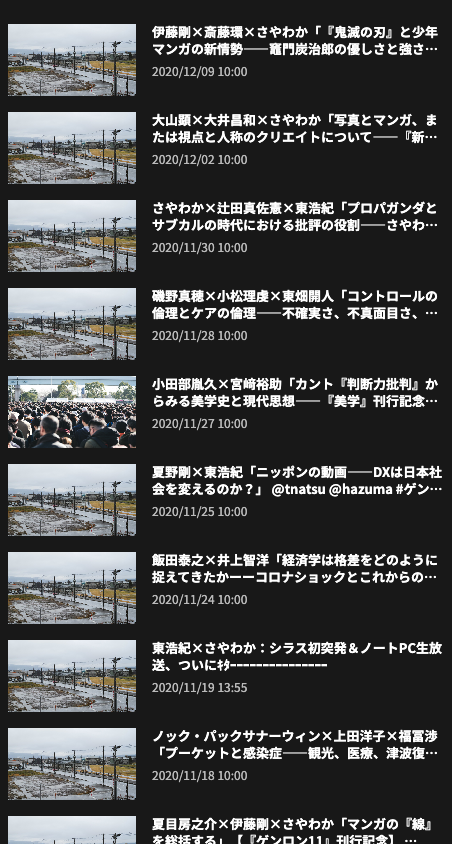 伊藤剛×斎藤環×さやわか「『鬼滅の刃』と少年
マンガの新情勢——竈門炭治郎の優しさと強さ…
2020/12/09 10:00
大山顕×大井昌和×さやわか「写真とマンガ、ま
たは視点と人称のクリエイトについて——『新…
2020/12/02 10:00
さやわか×辻田真佐憲×東浩紀「プロパガンダと
サブカルの時代における批評の役割——さやわ…
2020/11/30 10:00
磯野真穂×小松理虔×東畑開人「コントロールの
倫理とケアの倫理——不確実さ、不真面目さ、…
2020/11/28 10:00
小田部胤久×宮﨑裕助「カント『判断力批判』か
らみる美学史と現代思想——『美学』刊行記念…
2020/11/27 10:00
夏野剛×東浩紀「ニッポンの動画——DXは日本社
会を変えるのか？」 @tnatsu @hazuma #ゲン…
2020/11/25 10:00
飯田泰之×井上智洋「経済学は格差をどのように
捉えてきたかーーコロナショックとこれからの…
2020/11/24 10:00
東浩紀×さやわか：シラス初突発＆ノートPC生放
送、ついにｷﾀｰｰｰｰｰｰｰｰｰｰｰｰｰｰｰ
2020/11/19 13:55
ノック・パックサナーウィン×上田洋子×福冨渉
「プーケットと感染症——観光、医療、津波復…
2020/11/18 10:00
夏目房之介×伊藤剛×さやわか「マンガの『線』
を総括する」【『ゲンロン11』刊行記念】 …